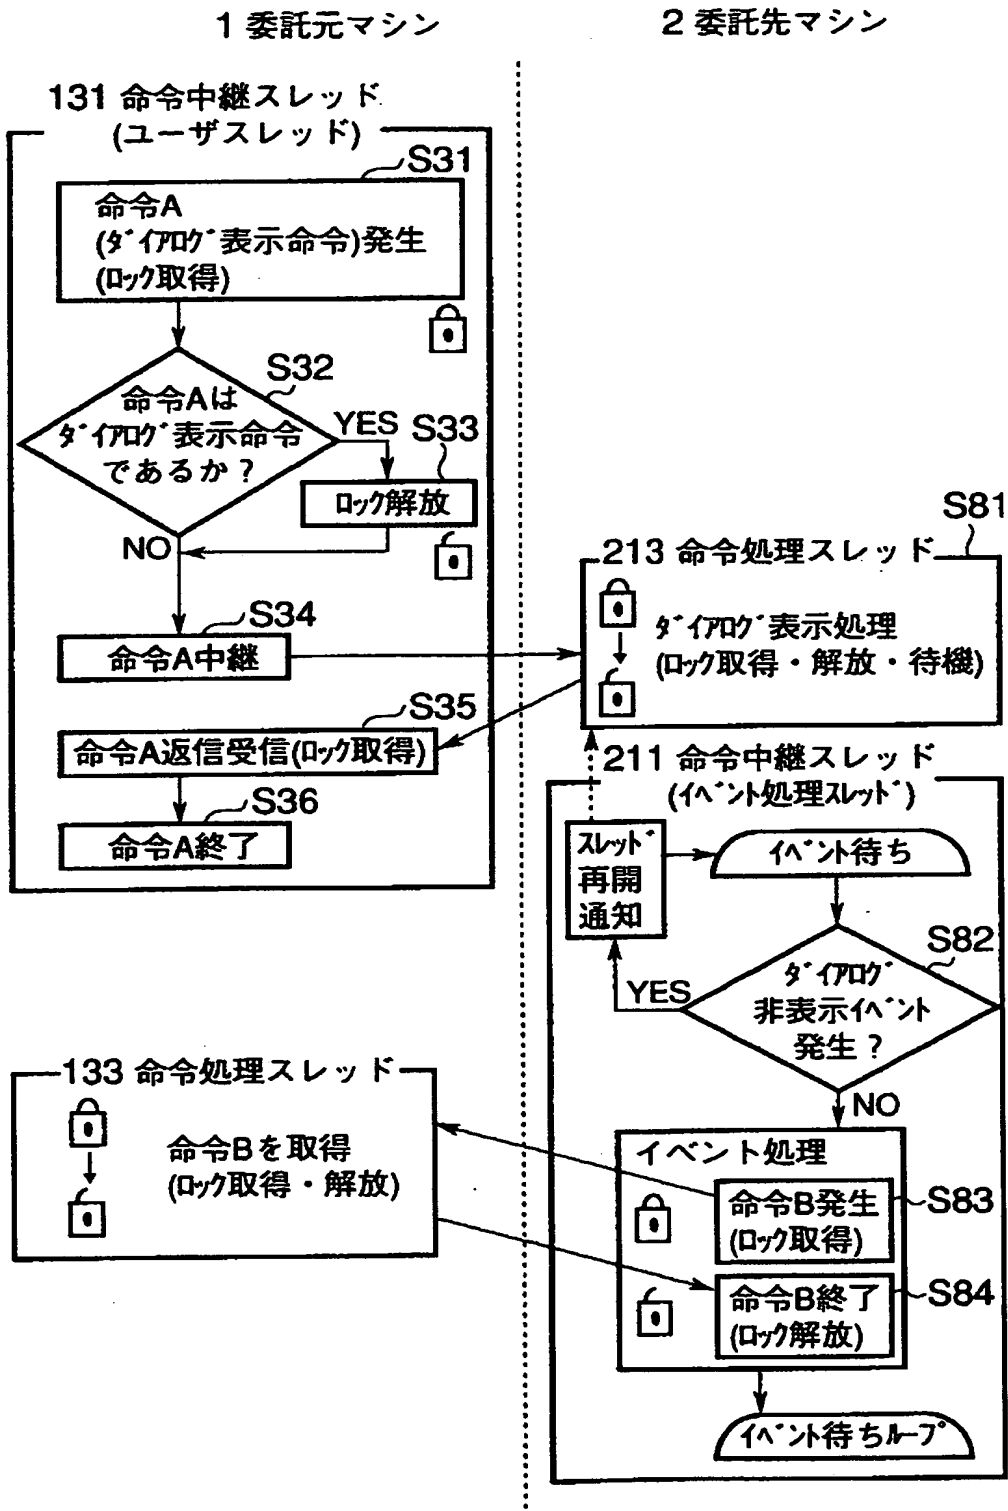 1 委託元マシン
2 委託先マシン
131 命令中継スレッド
(ユーザスレッド)
S31
命令A
(ﾀﾞｲｱﾛｸﾞ表示命令)発生
(ﾛｯｸ取得)
S32
命令Aは
ﾀﾞｲｱﾛｸﾞ表示命令
であるか？
YES
S33
ﾛｯｸ解放
NO
S34
命令A中継
S35
命令A返信受信(ﾛｯｸ取得)
S36
命令A終了
S81
213 命令処理スレッド
ﾀﾞｲｱﾛｸﾞ表示処理
(ﾛｯｸ取得・解放・待機)
211 命令中継スレッド
(ｲﾍﾞﾝﾄ処理ｽﾚｯﾄﾞ)
ｽﾚｯﾄﾞ
再開
通知
ｲﾍﾞﾝﾄ待ち
S82
ﾀﾞｲｱﾛｸﾞ
非表示ｲﾍﾞﾝﾄ
発生？
YES
NO
133 命令処理スレッド
命令Bを取得
(ﾛｯｸ取得・解放)
イベント処理
命令B発生
(ﾛｯｸ取得)
S83
命令B終了
(ﾛｯｸ解放)
S84
ｲﾍﾞﾝﾄ待ちﾙｰﾌﾟ